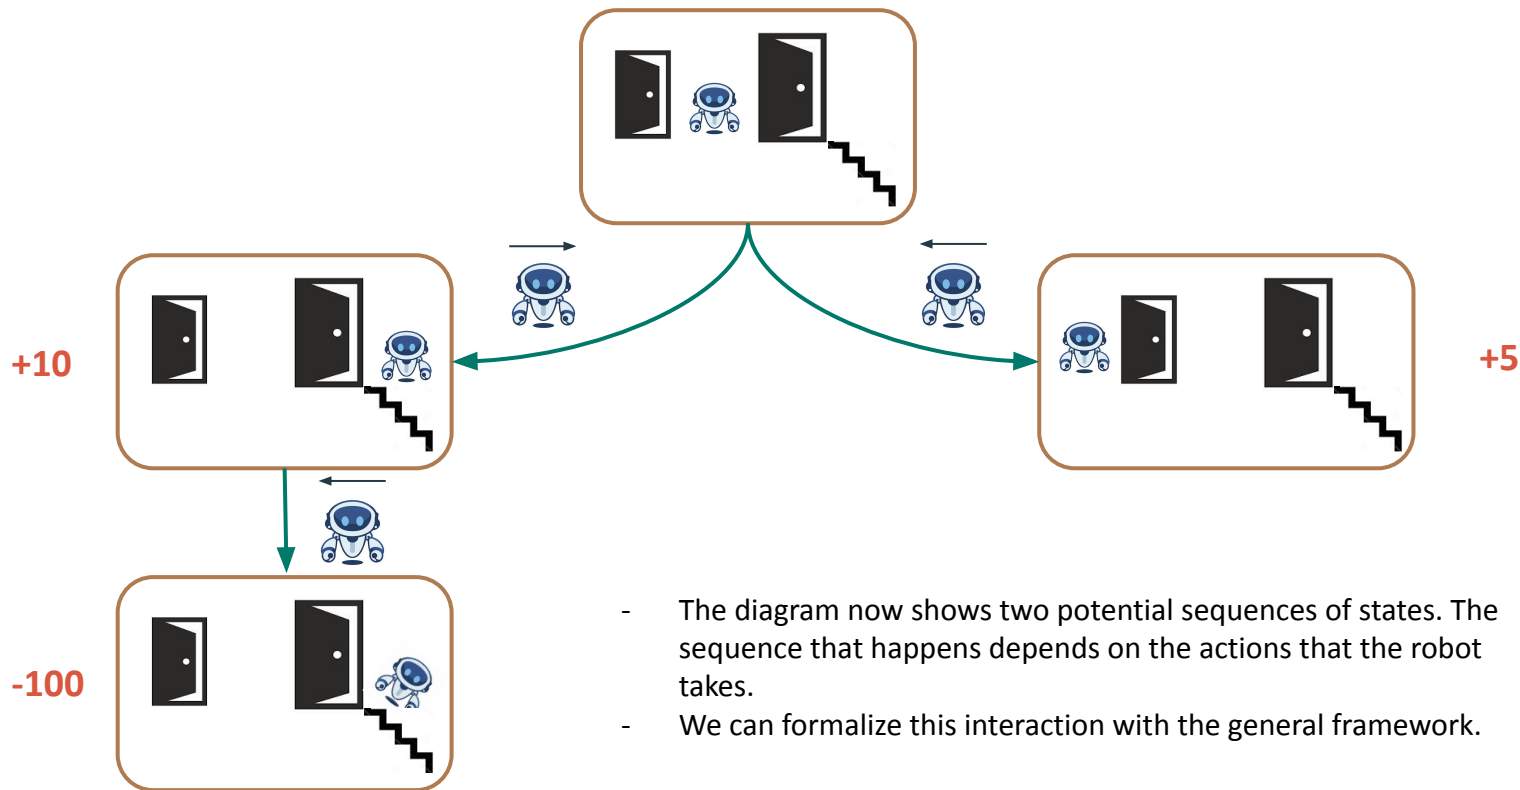 +10
+5
-100
- The diagram now shows two potential sequences of states. The
sequence that happens depends on the actions that the robot
takes.
- We can formalize this interaction with the general framework.